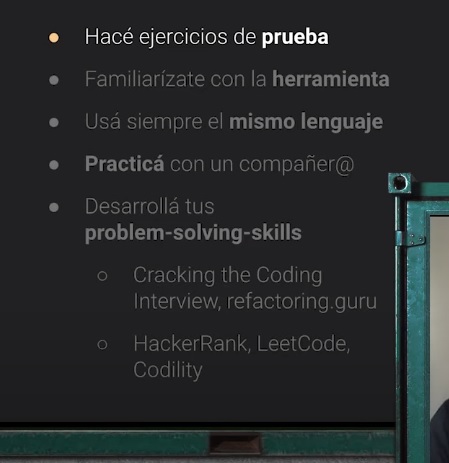 Hacé ejercicios de prueba
Familiarízate con la herramienta
Usá siempre el mismo lenguaje
Practicá con un compañer@
Desarrollá tus
problem-solving-skills
Cracking the Coding
Interview, refactoring.guru
HackerRank, LeetCode,
Codility